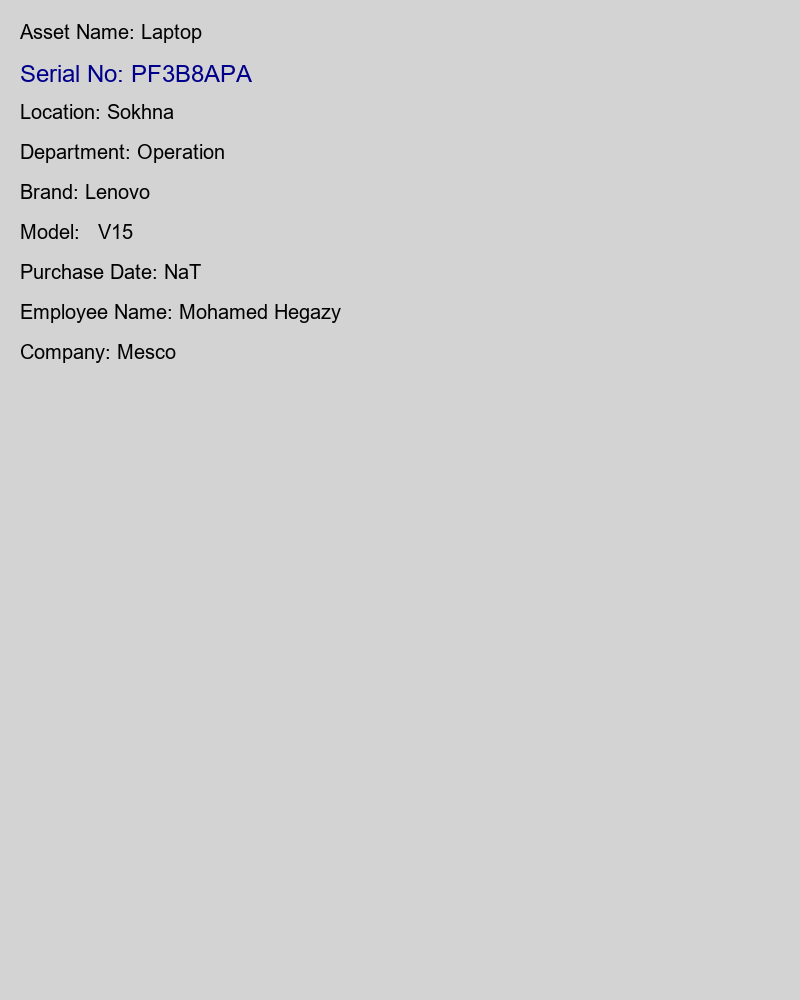 Asset Name: Laptop
Serial No: PF3B8APA
Location: Sokhna
Department: Operation
Brand: Lenovo
Model:   V15
Purchase Date: NaT
Employee Name: Mohamed Hegazy
Company: Mesco